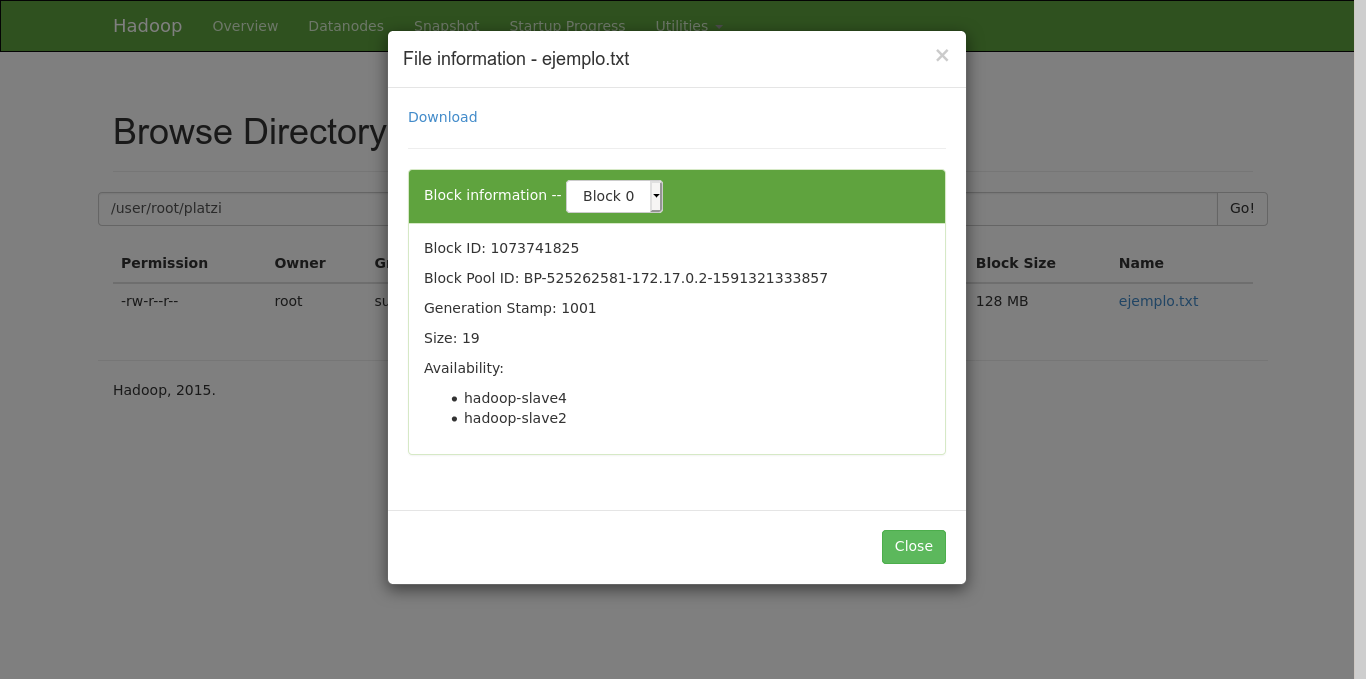 Hadoop Overview Datanodes Snapshot Startup Progress Utilities
File information - ejemplo.txt ×
Download
Browse Directory
Block information -- Block 0
/user/root/platzi Go!
Block ID: 1073741825
Permission Owner Block Size Name
Block Pool ID: BP-525262581-172.17.0.2-1591321333857
-rw-r--r-- root 128 MB ejemplo.txt
Generation Stamp: 1001
Size: 19
Availability:
Hadoop, 2015.
• hadoop-slave4
• hadoop-slave2
Close